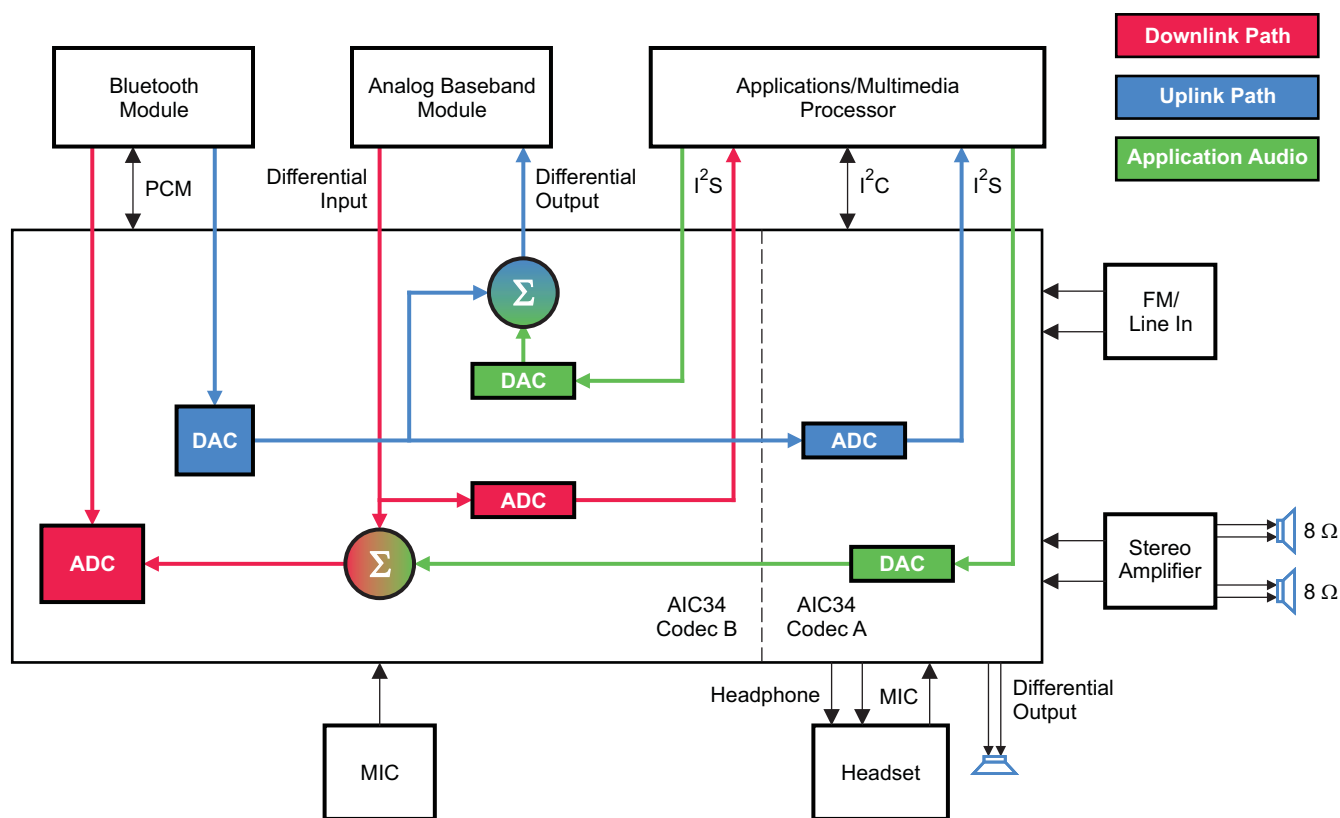 Downlink Path
Uplink Path
Application Audio
Bluetooth
Module
Analog Baseband
Module
Applications/Multimedia
Processor
PCM
Differential
Input
Differential
Output
I²S
I²C
I²S
Σ
DAC
DAC
ADC
ADC
ADC
Σ
DAC
AIC34
Codec B
AIC34
Codec A
FM/
Line In
Stereo
Amplifier
8 Ω
8 Ω
Headphone
MIC
Differential
Output
MIC
Headset